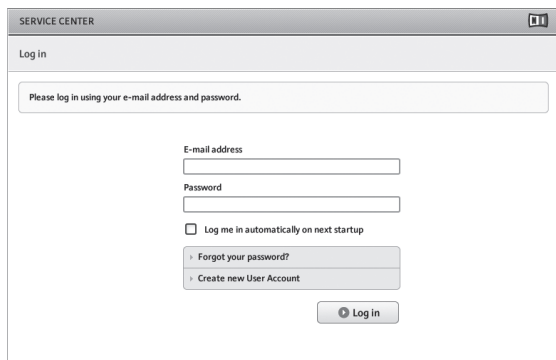 SERVICE CENTER
Log in
Please log in using your e-mail address and password.
E-mail address
Password
Log me in automatically on next startup
Forgot your password?
Create new User Account
Log in